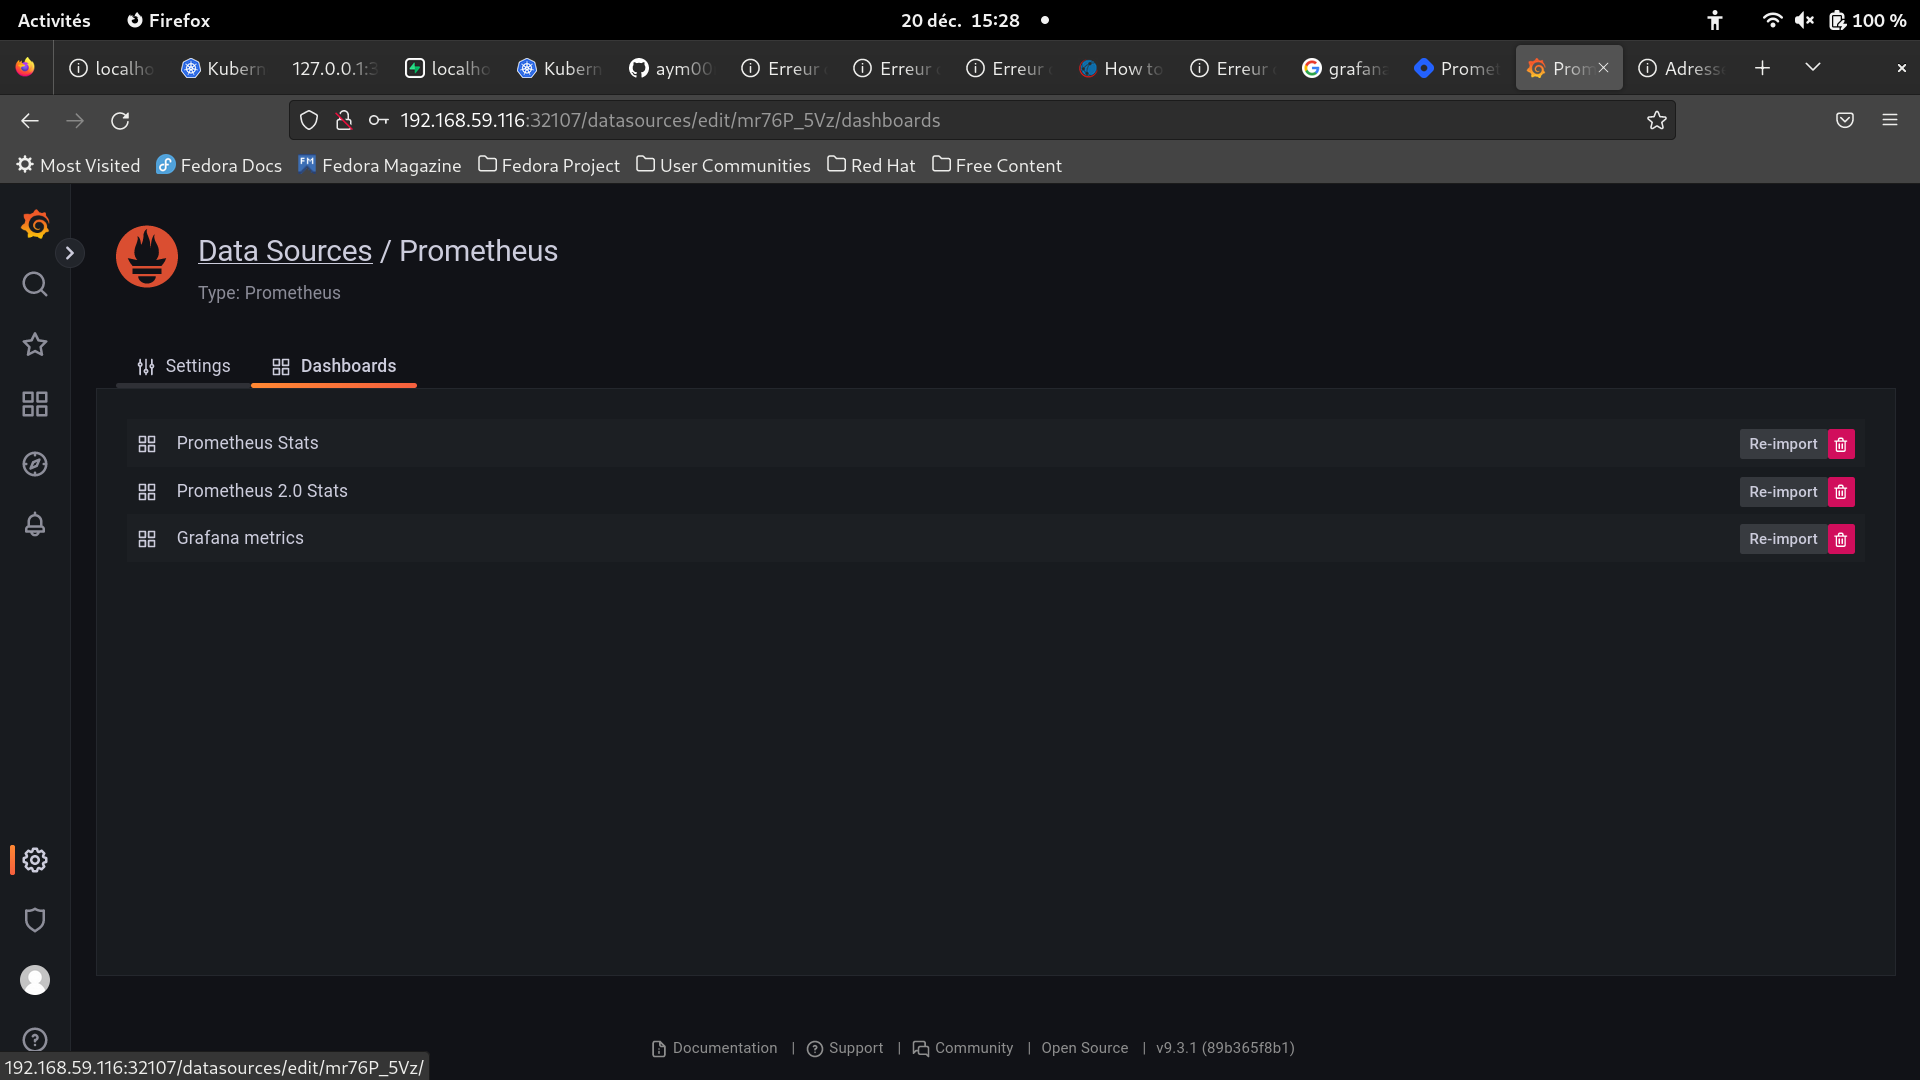 Activités Firefox 20 déc. 15:28 100 %
localho Kubern 127.0.0.1:3 localho Kubern aym00 Erreur Erreur Erreur How to Erreur grafana Promet Prom Adress
192.168.59.116:32107/datasources/edit/mr76P_5Vz/dashboards
Most Visited Fedora Docs Fedora Magazine Fedora Project User Communities Red Hat Free Content
Data Sources / Prometheus
Type: Prometheus
Settings Dashboards
Prometheus Stats Re-import
Prometheus 2.0 Stats Re-import
Grafana metrics Re-import
Documentation | Support | Community | Open Source | v9.3.1 (89b365f8b1)
192.168.59.116:32107/datasources/edit/mr76P_5Vz/